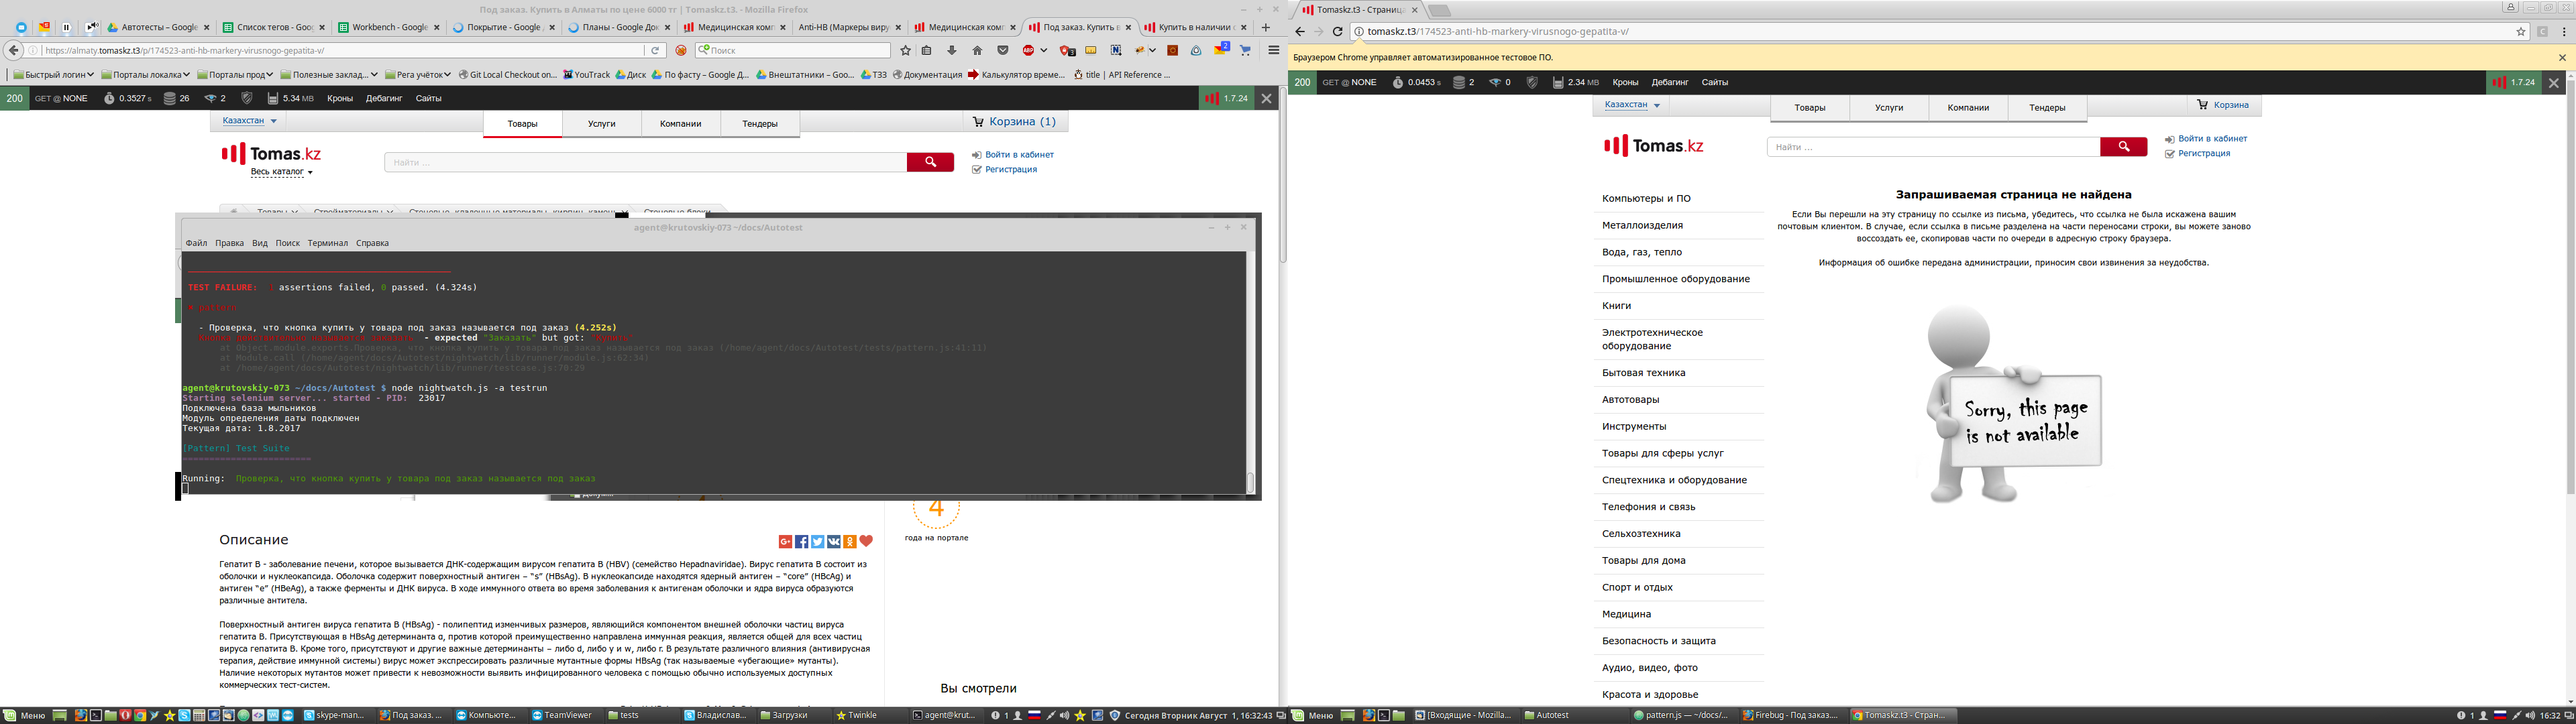 Под заказ. Купить в Алматы по цене 6000 тг | Tomaskz.t3. - Mozilla Firefox
Автотесты – Google
Список тегов - Goo
Workbench - Google
Покрытие - Google
Планы - Google До
Медицинская ком
Anti-HB (Маркеры вир
Медицинская ком
Под заказ. Купить в
Купить в наличии
https://almaty.tomaskz.t3/p/174523-anti-hb-markery-virusnogo-gepatita-v/
Поиск
Быстрый логин
Порталы локалка
Порталы прод
Полезные заклад...
Рега учёток
Git Local Checkout on...
YouTrack
Диск
По фасту – Google Д...
Внештатники – Goo...
ТЗЗ
Документация
Калькулятор време...
title | API Reference ...
200 GET @ NONE 0.3527 s 26 2 5.34 MB Кроны Дебагинг Сайты 1.7.24
Казахстан
Товары
Услуги
Компании
Тендеры
Корзина (1)
Tomas.kz
Весь каталог
Найти ...
Войти в кабинет
Регистрация
agent@krutovskiy-073 ~/docs/Autotest
Файл Правка Вид Поиск Терминал Справка
TEST FAILURE: assertions failed, 0 passed. (4.324s)
pattern
- Проверка, что кнопка купить у товара под заказ называется под заказ (4.252s)
- expected "Заказать" but got:
at Object.module.exports.Проверка, что кнопка купить у товара под заказ называется под заказ (/home/agent/docs/Autotest/tests/pattern.js:41:11)
at Module.call (/home/agent/docs/Autotest/nightwatch/lib/runner/module.js:62:34)
at /home/agent/docs/Autotest/nightwatch/lib/runner/testcase.js:70:29
agent@krutovskiy-073 ~/docs/Autotest $ node nightwatch.js -a testrun
Starting selenium server... started - PID: 23017
Подключена база мыльников
Модуль определения даты подключен
Текущая дата: 1.8.2017
[Pattern] Test Suite
========================
Running: Проверка, что кнопка купить у товара под заказ называется под заказ
4
года на портале
Описание
Гепатит В - заболевание печени, которое вызывается ДНК-содержащим вирусом гепатита В (HBV) (семейство Hepadnaviridae). Вирус гепатита В состоит из
оболочки и нуклеокапсида. Оболочка содержит поверхностный антиген – “s” (HBsAg). В нуклеокапсиде находятся ядерный антиген – “core” (HBcAg) и
антиген “e” (HBeAg), а также ферменты и ДНК вируса. В ходе иммунного ответа во время заболевания к антигенам оболочки и ядра вируса образуются
различные антитела.
Поверхностный антиген вируса гепатита В (HBsAg) - полипептид изменчивых размеров, являющийся компонентом внешней оболочки частиц вируса
гепатита В. Присутствующая в HBsAg детерминанта α, против которой преимущественно направлена иммунная реакция, является общей для всех частиц
вируса гепатита В. Кроме того, присутствуют и другие важные детерминанты – либо d, либо y и w, либо r. В результате различного влияния (антивирусная
терапия, действие иммунной системы) вирус может экспрессировать различные мутантные формы HBsAg (так называемые «убегающие» мутанты).
Наличие некоторых мутантов может привести к невозможности выявить инфицированного человека с помощью обычно используемых доступных
коммерческих тест-систем.
Вы смотрели
Меню
skype-man...
Под заказ. ...
Компьюте...
TeamViewer
tests
Владислав...
Загрузки
Twinkle
agent@krut...
1
Сегодня Вторник Август 1, 16:32:43
Tomaskz.t3 - Страниц
tomaskz.t3/174523-anti-hb-markery-virusnogo-gepatita-v/
Браузером Chrome управляет автоматизированное тестовое ПО.
200 GET @ NONE 0.0453 s 2 0 2.34 MB Кроны Дебагинг Сайты 1.7.24
Казахстан
Товары
Услуги
Компании
Тендеры
Корзина
Tomas.kz
Найти ...
Войти в кабинет
Регистрация
Компьютеры и ПО
Металлоизделия
Вода, газ, тепло
Промышленное оборудование
Книги
Электротехническое
оборудование
Бытовая техника
Автотовары
Инструменты
Товары для сферы услуг
Спецтехника и оборудование
Телефония и связь
Сельхозтехника
Товары для дома
Спорт и отдых
Медицина
Безопасность и защита
Аудио, видео, фото
Красота и здоровье
Запрашиваемая страница не найдена
Если Вы перешли на эту страницу по ссылке из письма, убедитесь, что ссылка не была искажена вашим
почтовым клиентом. В случае, если ссылка в письме разделена на части переносами строки, вы можете заново
воссоздать ее, скопировав части по очереди в адресную строку браузера.
Информация об ошибке передана администрации, приносим свои извинения за неудобства.
Sorry, this page
is not available
Меню
[Входящие - Mozilla...
Autotest
pattern.js — ~/docs/...
Firebug - Под заказ....
Tomaskz.t3 - Стран...
1
16:32